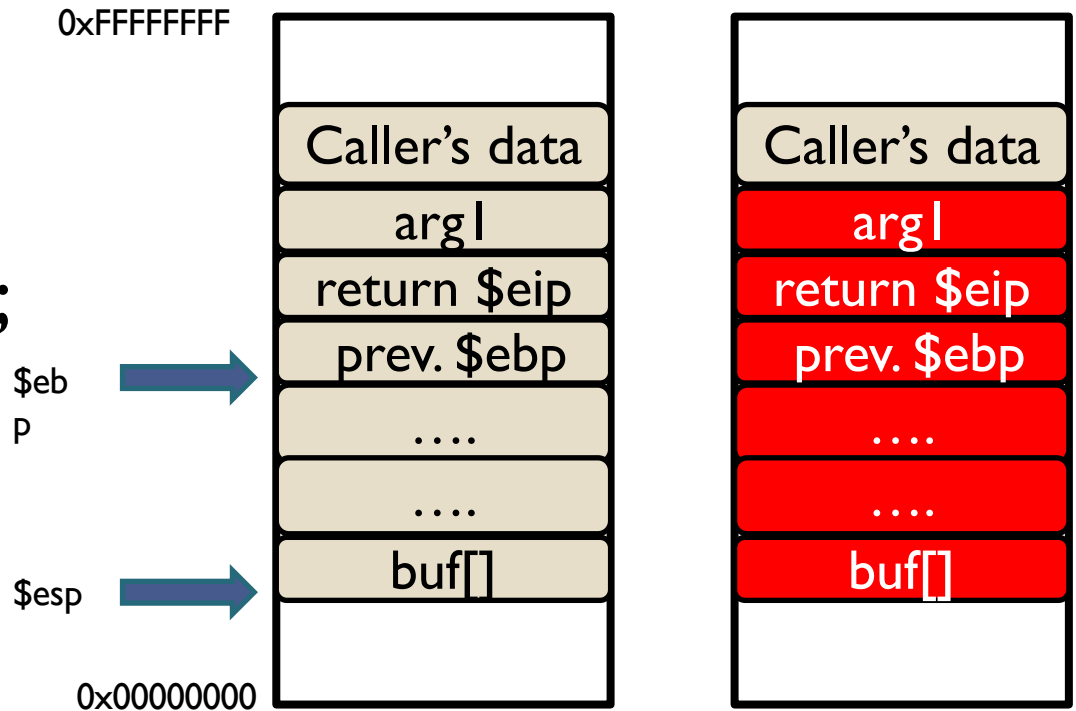 0xFFFFFFFF
Caller's data
arg1
return $eip
;
prev. $ebp
$eb
p
....
....
buf[]
$esp
0x00000000
Caller's data
arg1
return $eip
prev. $ebp
....
....
buf[]